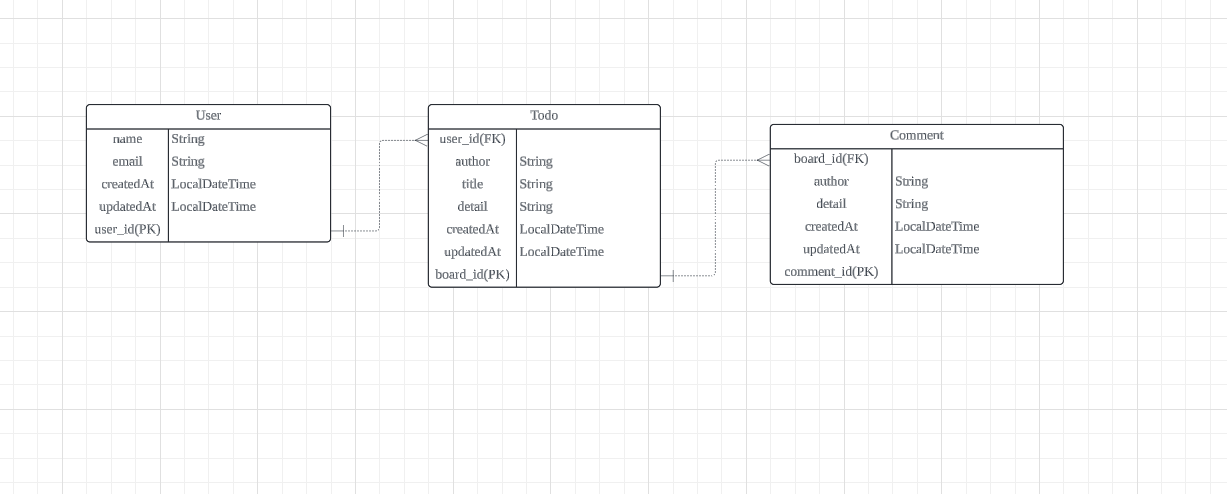 User
name String
email String
createdAt LocalDateTime
updatedAt LocalDateTime
user_id(PK)
Todo
user_id(FK)
author String
title String
detail String
createdAt LocalDateTime
updatedAt LocalDateTime
board_id(PK)
Comment
board_id(FK)
author String
detail String
createdAt LocalDateTime
updatedAt LocalDateTime
comment_id(PK)